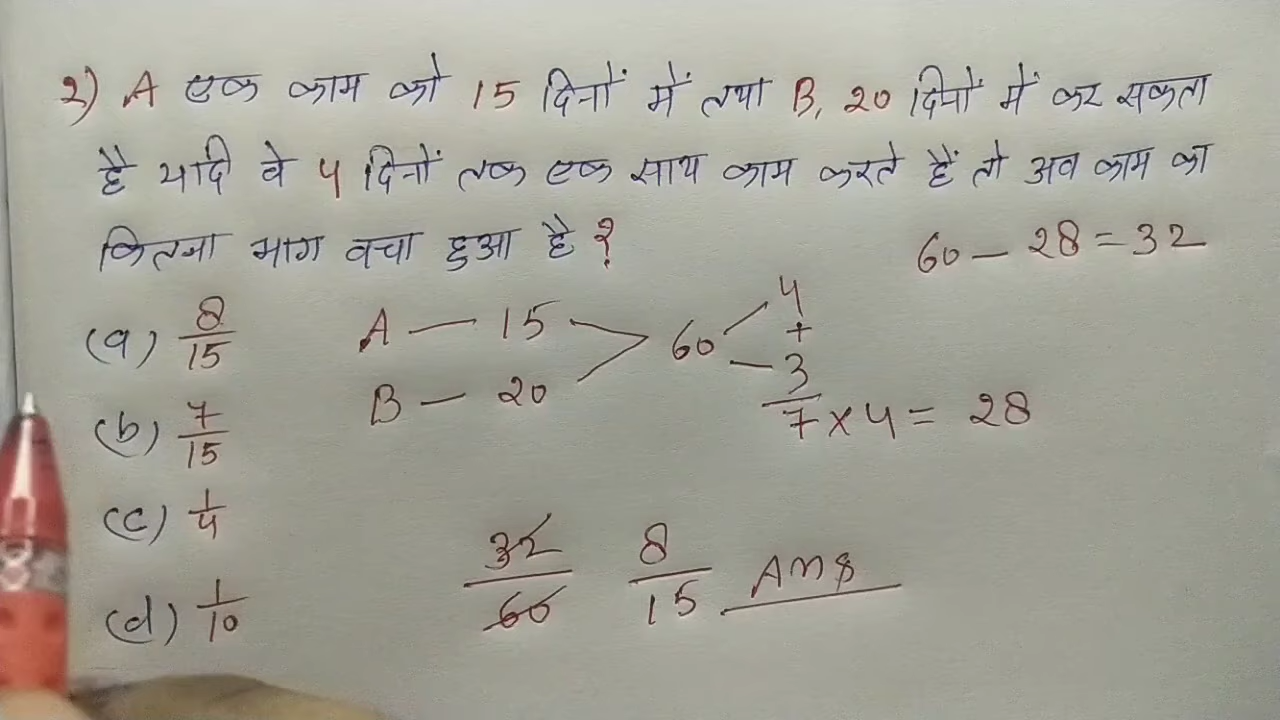 2) A एक काम को 15 दिनों में तथा B, 20 दिनों में कर सकता
है यदि वे 4 दिनों तक एक साथ काम करते हैं तो अब काम का
कितना भाग बचा हुआ है ?
60 - 28 = 32
(a) 8/15
A - 15
B - 20
60
4
+
3
7 x 4 = 28
(b) 7/15
(c) 1/4
(d) 1/10
32/60 8/15 Ans